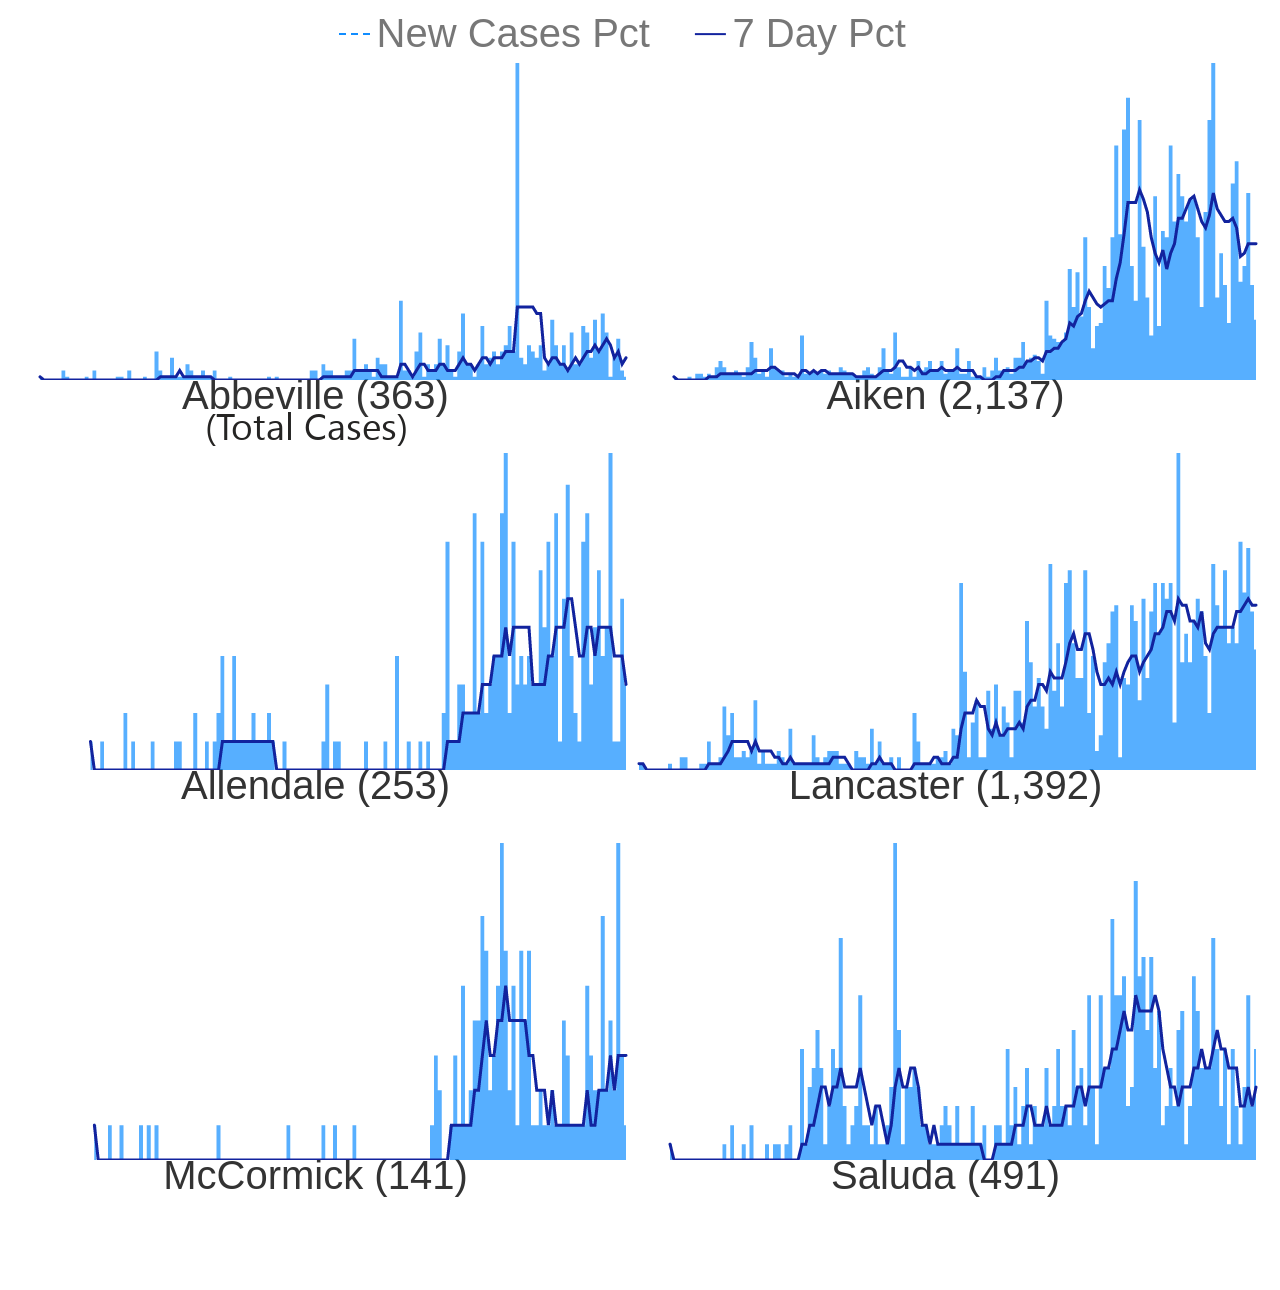 New Cases Pct 7 Day Pct
Abbeville (363)
(Total Cases)
Aiken (2,137)
Allendale (253)
Lancaster (1,392)
McCormick (141)
Saluda (491)